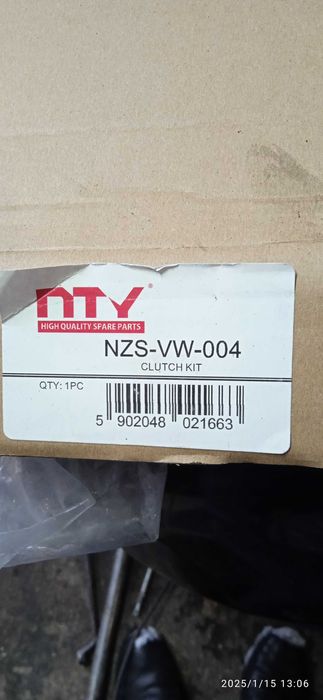 NTY
HIGH QUALITY SPARE PARTS
NZS-VW-004
CLUTCH KIT
QTY: 1PC
5 902048 021663
2025/1/15 13:06